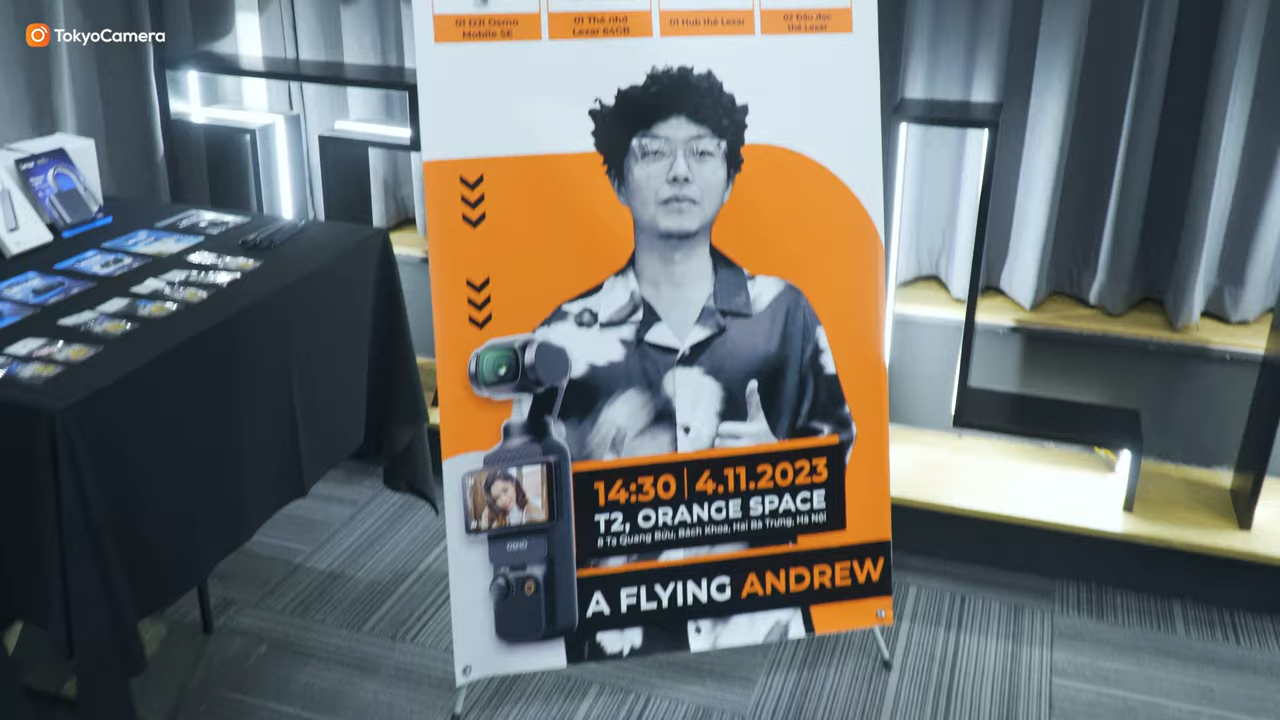 TokyoCamera
01 DJI Osmo
Mobile SE
01 Thẻ nhớ
Lexar 64GB
01 Hub thẻ Lexar
02 Đầu đọc
thẻ Lexar
14:30 | 4.11.2023
T2, ORANGE SPACE
8 Tạ Quang Bửu, Bách Khoa, Hai Bà Trưng, Hà Nội
OSMO
A FLYING ANDREW